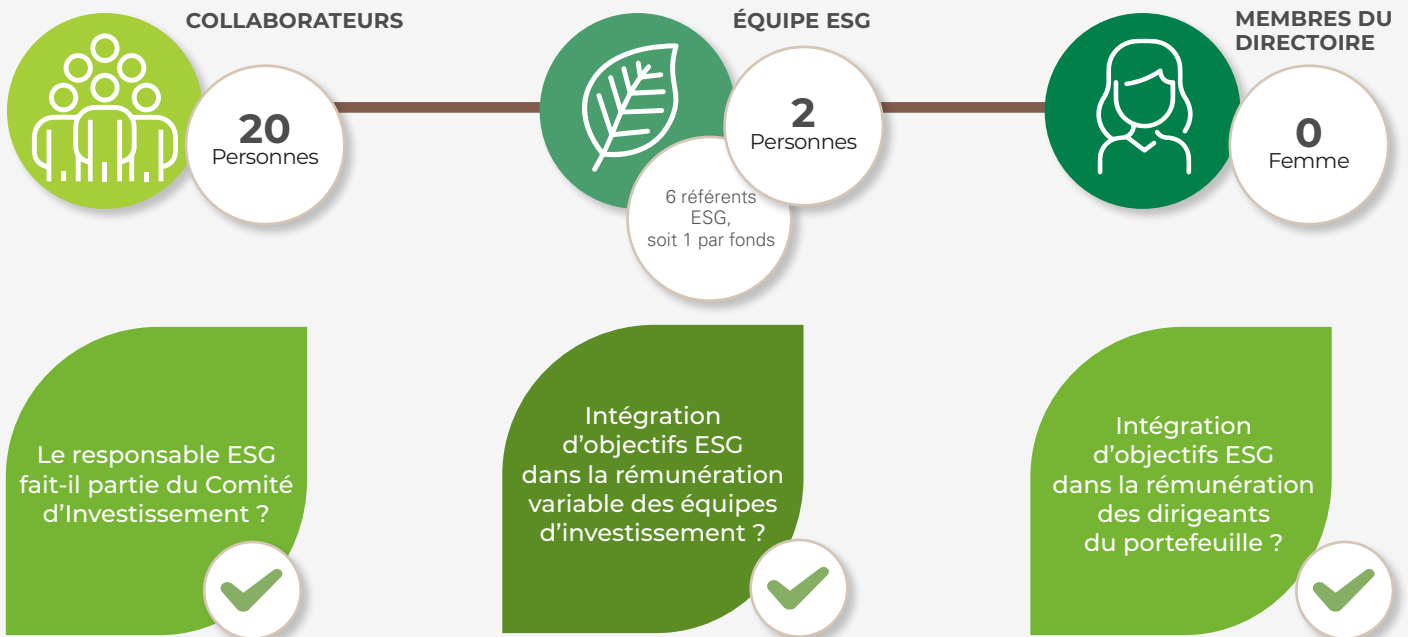 COLLABORATEURS
20
Personnes
ÉQUIPE ESG
2
Personnes
6 référents
ESG,
soit 1 par fonds
MEMBRES DU
DIRECTOIRE
0
Femme
Le responsable ESG
fait-il partie du Comité
d’Investissement ?
Intégration
d’objectifs ESG
dans la rémunération
variable des équipes
d’investissement ?
Intégration
d’objectifs ESG
dans la rémunération
des dirigeants
du portefeuille ?